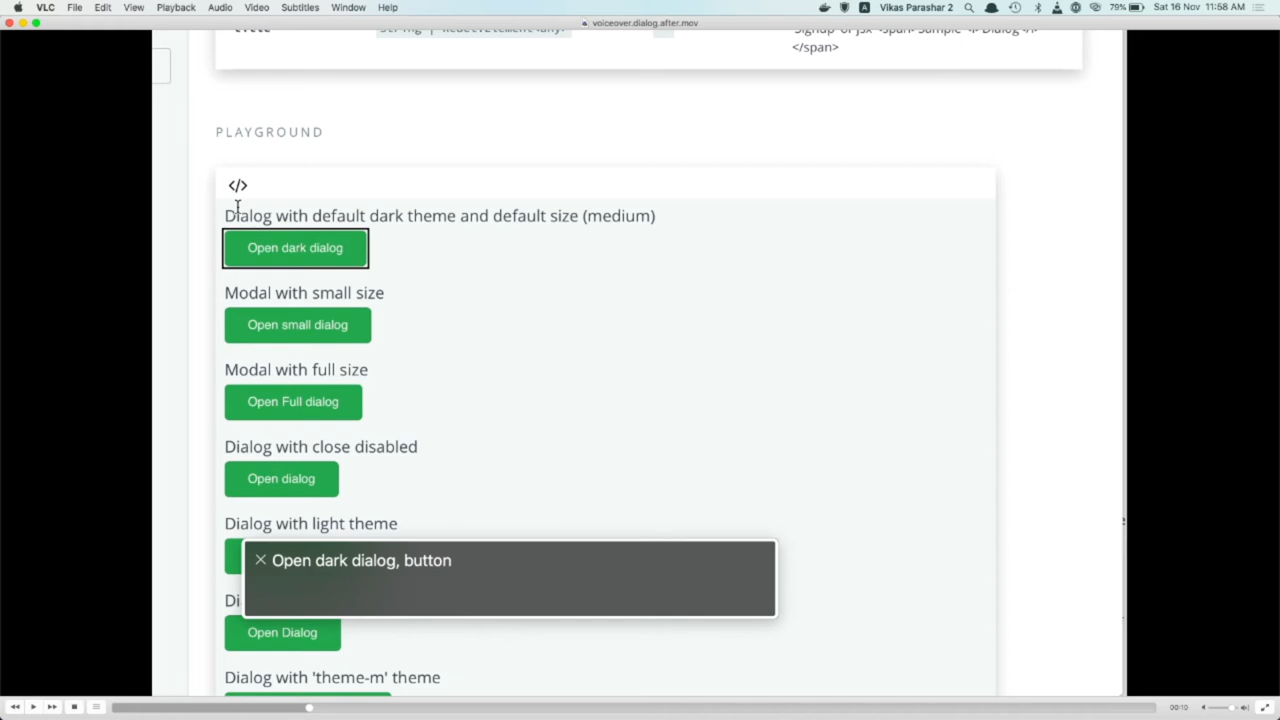 VLC File Edit View Playback Audio Video Subtitles Window Help
A 79% Vikas Parashar 2 Sat 16 Nov 11:58 AM
voiceover.dialog.after.mov
</span>
PLAYGROUND
</>
Dialog with default dark theme and default size (medium)
Open dark dialog
Modal with small size
Open small dialog
Modal with full size
Open Full dialog
Dialog with close disabled
Open dialog
Dialog with light theme
Open dark dialog, button
Di
Open Dialog
Dialog with 'theme-m' theme
00:10